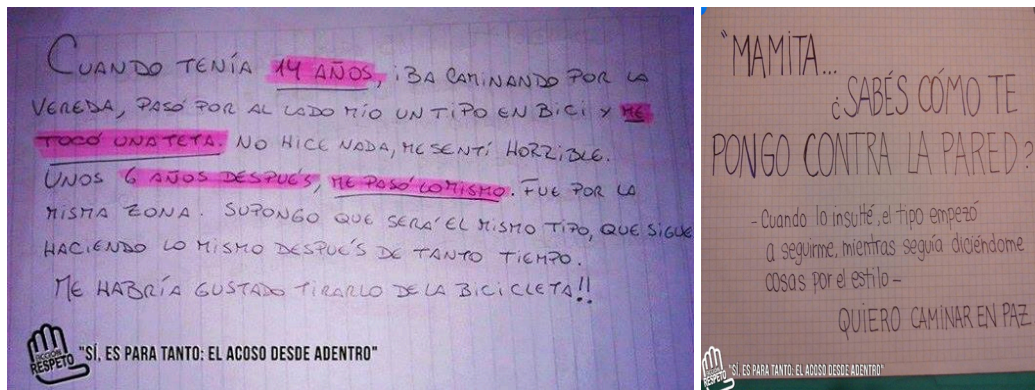 CUANDO TENÍA 14 AÑOS, IBA CAMINANDO POR LA
VEREDA, PASÓ POR AL LADO MÍO UN TIPO EN BICI Y ME
TOCÓ UNA TETA. NO HICE NADA, ME SENTÍ HORRIBLE.
UNOS 6 AÑOS DESPUÉS, ME PASÓ LO MISMO. FUE POR LA
MISMA ZONA. SUPONGO QUE SERÁ EL MISMO TIPO, QUE SIGUE
HACIENDO LO MISMO DESPUÉS DE TANTO TIEMPO.
ME HABRÍA GUSTADO TIRARLO DE LA BICICLETA!!
ACCIÓN
RESPETO
"SÍ, ES PARA TANTO: EL ACOSO DESDE ADENTRO"
"MAMITA...
¿SABÉS CÓMO TE
PONGO CONTRA LA PARED?
- Cuando lo insulté, el tipo empezó
a seguirme, mientras seguía diciéndome
cosas por el estilo -
QUIERO CAMINAR EN PAZ
RESPETO
"SÍ, ES PARA TANTO: EL ACOSO DESDE ADENTRO"